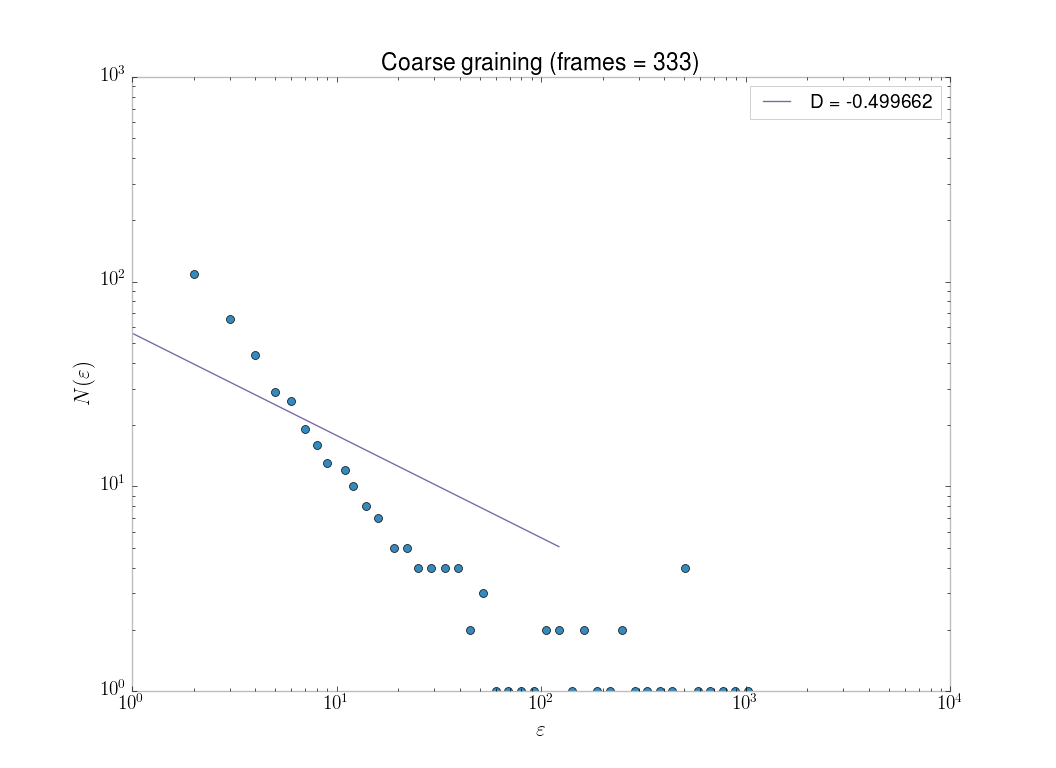 Coarse graining (frames = 333)
D = -0.499662
10³
10²
10¹
10⁰
N(ε)
10⁰ 10¹ 10² 10³ 10⁴
ε